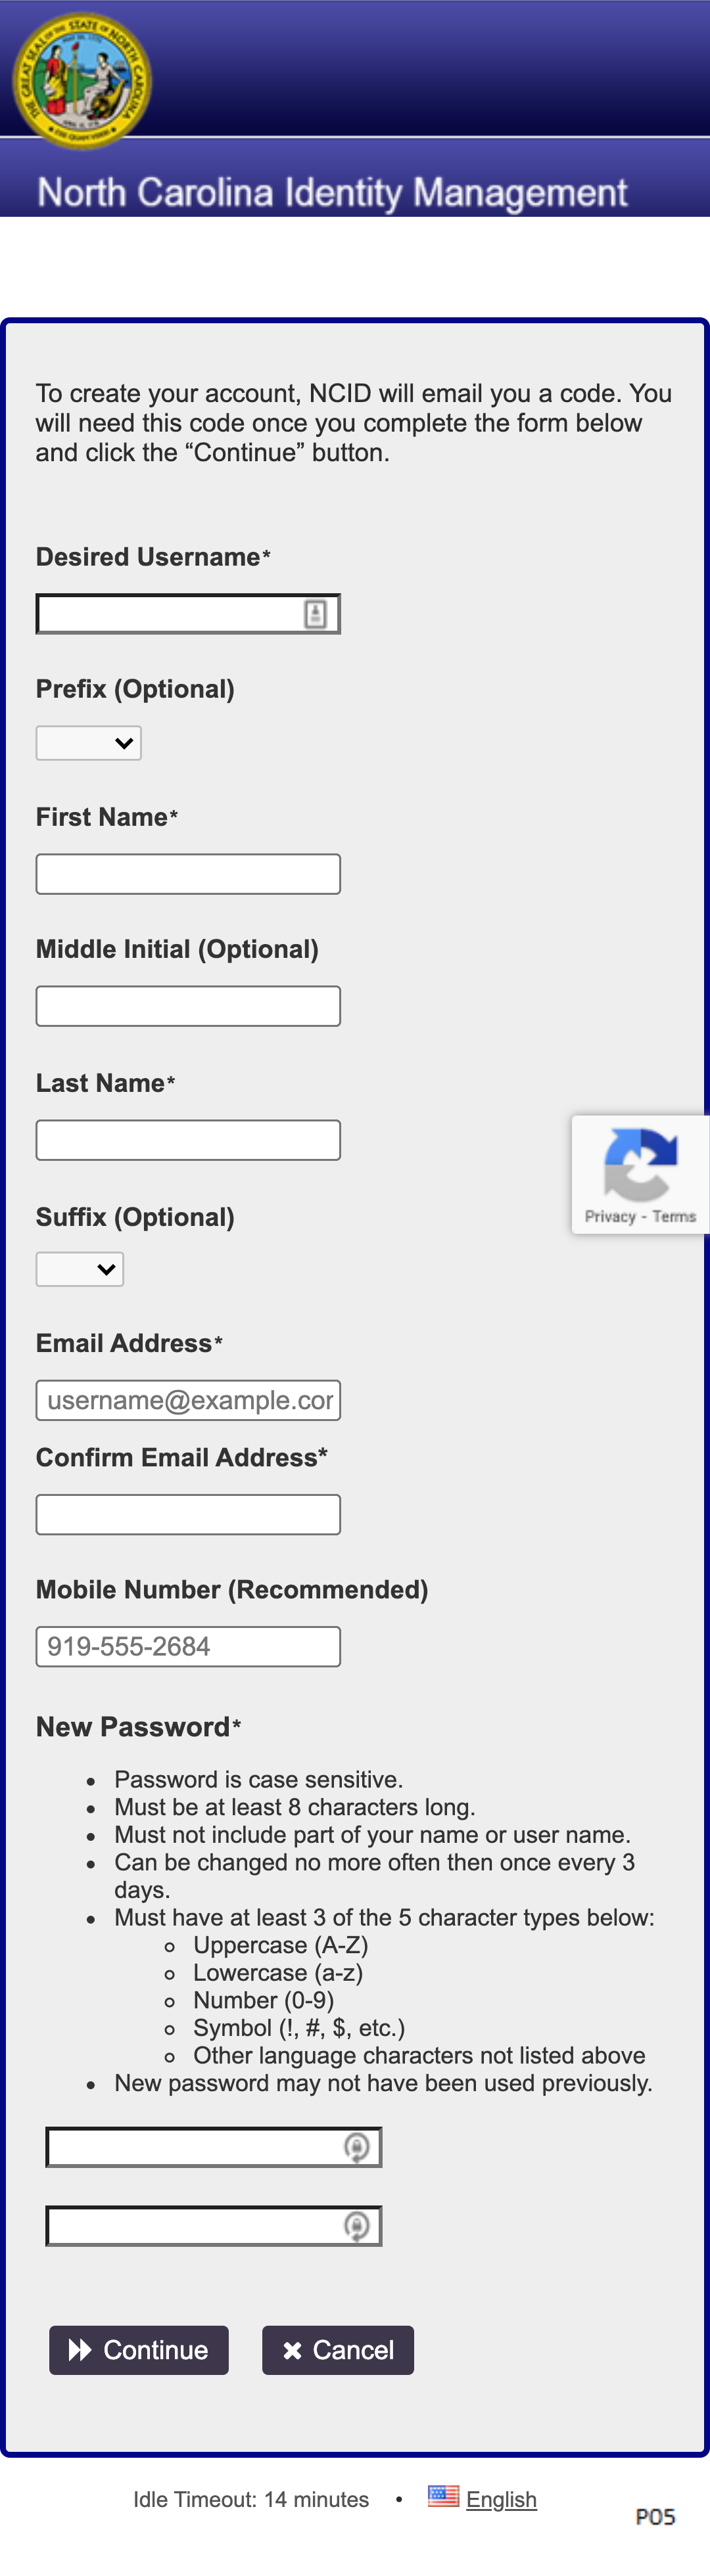 THE GREAT SEAL OF THE STATE OF NORTH CAROLINA
North Carolina Identity Management
To create your account, NCID will email you a code. You
will need this code once you complete the form below
and click the “Continue” button.
Desired Username*
Prefix (Optional)
First Name*
Middle Initial (Optional)
Last Name*
Privacy - Terms
Suffix (Optional)
Email Address*
username@example.cor
Confirm Email Address*
Mobile Number (Recommended)
919-555-2684
New Password*
• Password is case sensitive.
• Must be at least 8 characters long.
• Must not include part of your name or user name.
• Can be changed no more often then once every 3
days.
• Must have at least 3 of the 5 character types below:
◦ Uppercase (A-Z)
◦ Lowercase (a-z)
◦ Number (0-9)
◦ Symbol (!, #, $, etc.)
◦ Other language characters not listed above
• New password may not have been used previously.
Continue
Cancel
Idle Timeout: 14 minutes • English
P05